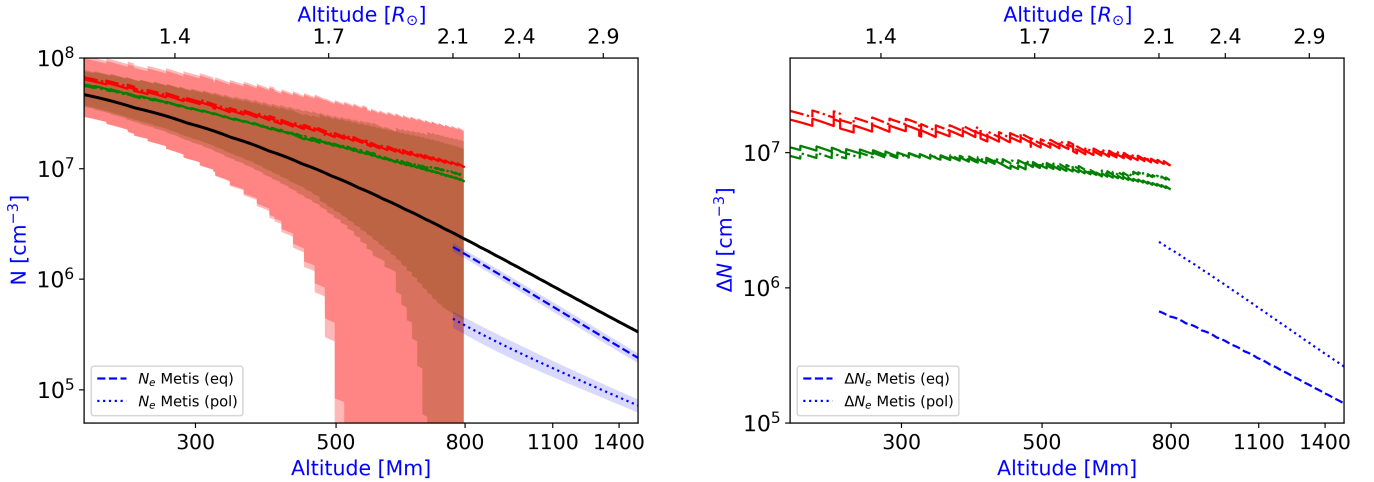 Altitude [R⊙]
1.4 1.7 2.1 2.4 2.9
10^8
10^7
10^6
10^5
N [cm^−3]
N_e Metis (eq)
N_e Metis (pol)
300 500 800 1100 1400
Altitude [Mm]
Altitude [R⊙]
1.4 1.7 2.1 2.4 2.9
10^7
10^6
10^5
ΔN [cm^−3]
ΔN_e Metis (eq)
ΔN_e Metis (pol)
300 500 800 1100 1400
Altitude [Mm]